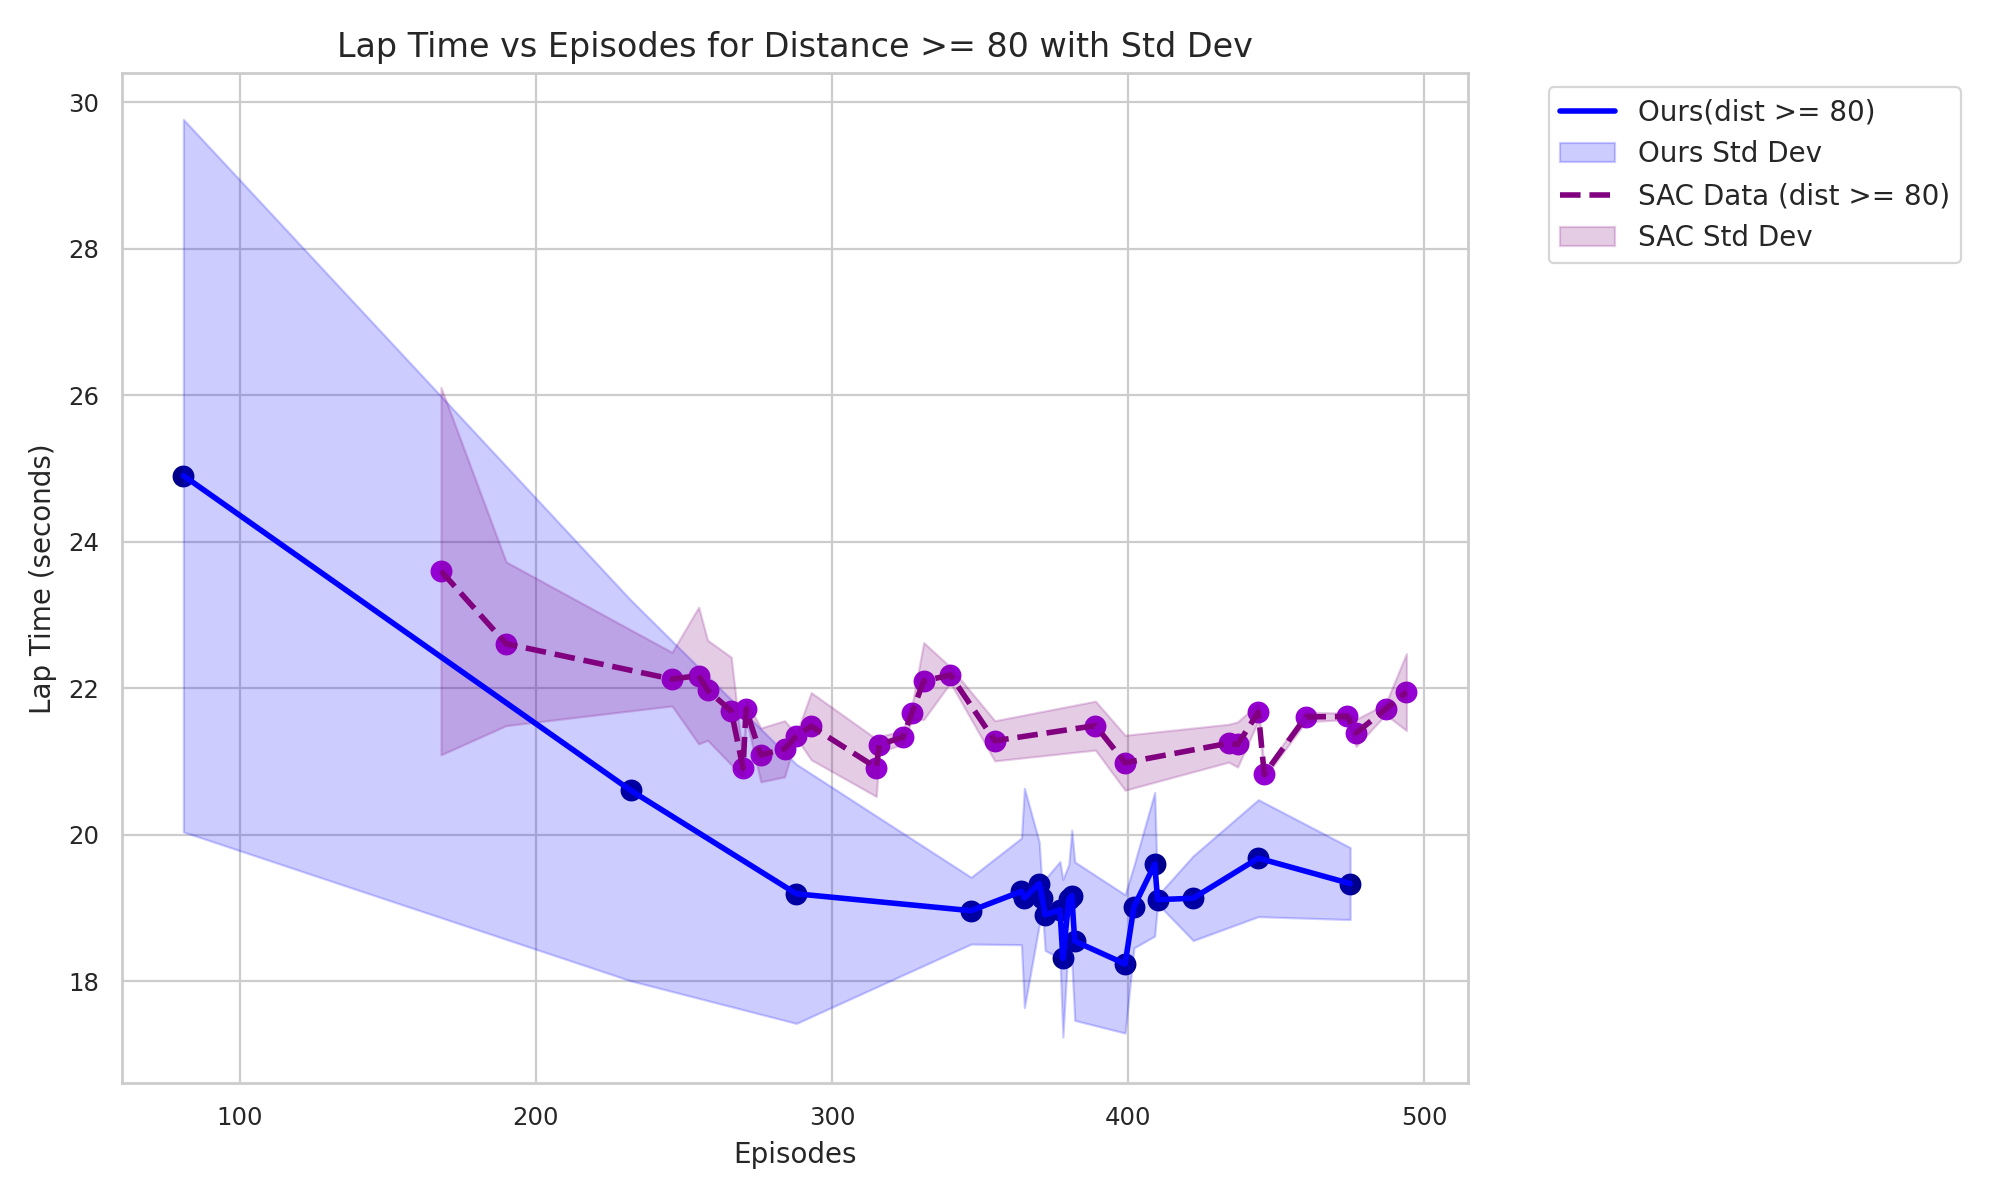 Lap Time vs Episodes for Distance >= 80 with Std Dev
Lap Time (seconds)
30
28
26
24
22
20
18
100
200
300
400
500
Episodes
Ours(dist >= 80)
Ours Std Dev
SAC Data (dist >= 80)
SAC Std Dev